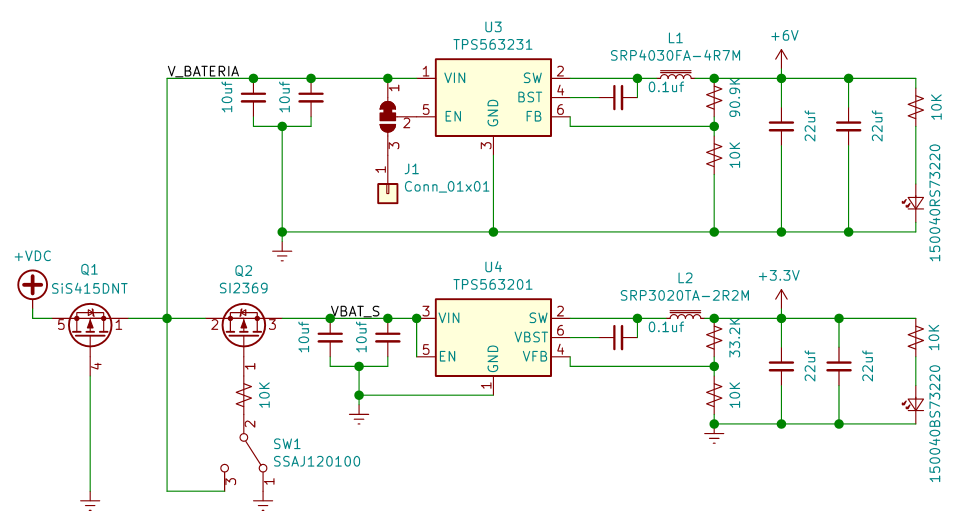 U3
TPS563231
L1
SRP4030FA-4R7M
+6V
V_BATERIA
10uf
10uf
1
VIN
SW
2
BST
4
5
EN
FB
6
GND
3
1
2
3
0.1uf
90.9K
10K
22uf
22uf
10K
150040RS73220
1
J1
Conn_01x01
+VDC
Q1
SiS415DNT
5
1
4
Q2
SI2369
2
3
1
10K
2
SW1
SSAJ120100
3
1
U4
TPS563201
L2
SRP3020TA-2R2M
+3.3V
VBAT_S
10uf
10uf
3
VIN
SW
2
VBST
6
5
EN
VFB
4
GND
1
0.1uf
33.2K
10K
22uf
22uf
10K
150040BS73220